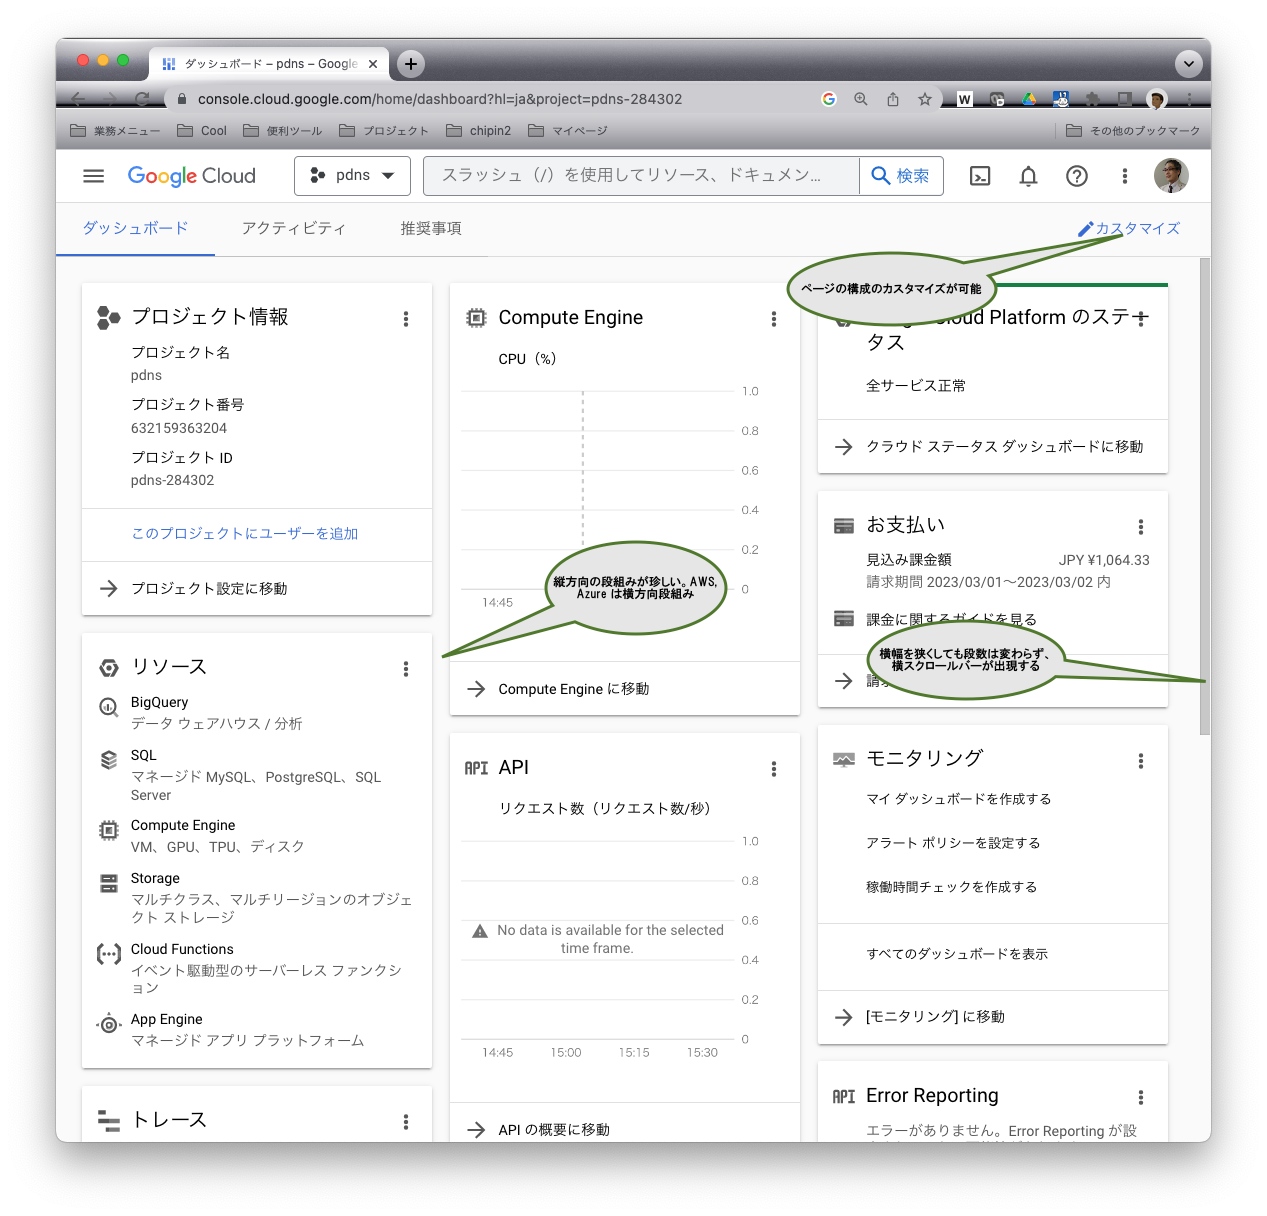 ダッシュボード – pdns – Google
console.cloud.google.com/home/dashboard?hl=ja&project=pdns-284302
業務メニュー
Cool
便利ツール
プロジェクト
chipin2
マイページ
その他のブックマーク
Google Cloud
pdns
スラッシュ（/）を使用してリソース、ドキュメン...
検索
ダッシュボード
アクティビティ
推奨事項
カスタマイズ
ページの構成のカスタマイズが可能
プロジェクト情報
プロジェクト名
pdns
プロジェクト番号
632159363204
プロジェクト ID
pdns-284302
このプロジェクトにユーザーを追加
プロジェクト設定に移動
リソース
BigQuery
データ ウェアハウス / 分析
SQL
マネージド MySQL、PostgreSQL、SQL
Server
Compute Engine
VM、GPU、TPU、ディスク
Storage
マルチクラス、マルチリージョンのオブジェ
クト ストレージ
Cloud Functions
イベント駆動型のサーバーレス ファンクシ
ョン
App Engine
マネージド アプリ プラットフォーム
トレース
Compute Engine
CPU（%）
1.0
0.8
0.6
0.4
0.2
0
14:45
縦方向の段組みが珍しい。AWS,
Azure は横方向段組み
Compute Engine に移動
API
API
リクエスト数（リクエスト数/秒）
1.0
0.8
0.6
No data is available for the selected
time frame.
0.4
0.2
0
14:45
15:00
15:15
15:30
API の概要に移動
Cloud Platform のステー
タス
全サービス正常
クラウド ステータス ダッシュボードに移動
お支払い
見込み課金額
JPY ¥1,064.33
請求期間 2023/03/01～2023/03/02 内
課金に関するガイドを見る
横幅を狭くしても段数は変わらず、
横スクロールバーが出現する
モニタリング
マイ ダッシュボードを作成する
アラート ポリシーを設定する
稼働時間チェックを作成する
すべてのダッシュボードを表示
[モニタリング] に移動
API
Error Reporting
エラーがありません。Error Reporting が設